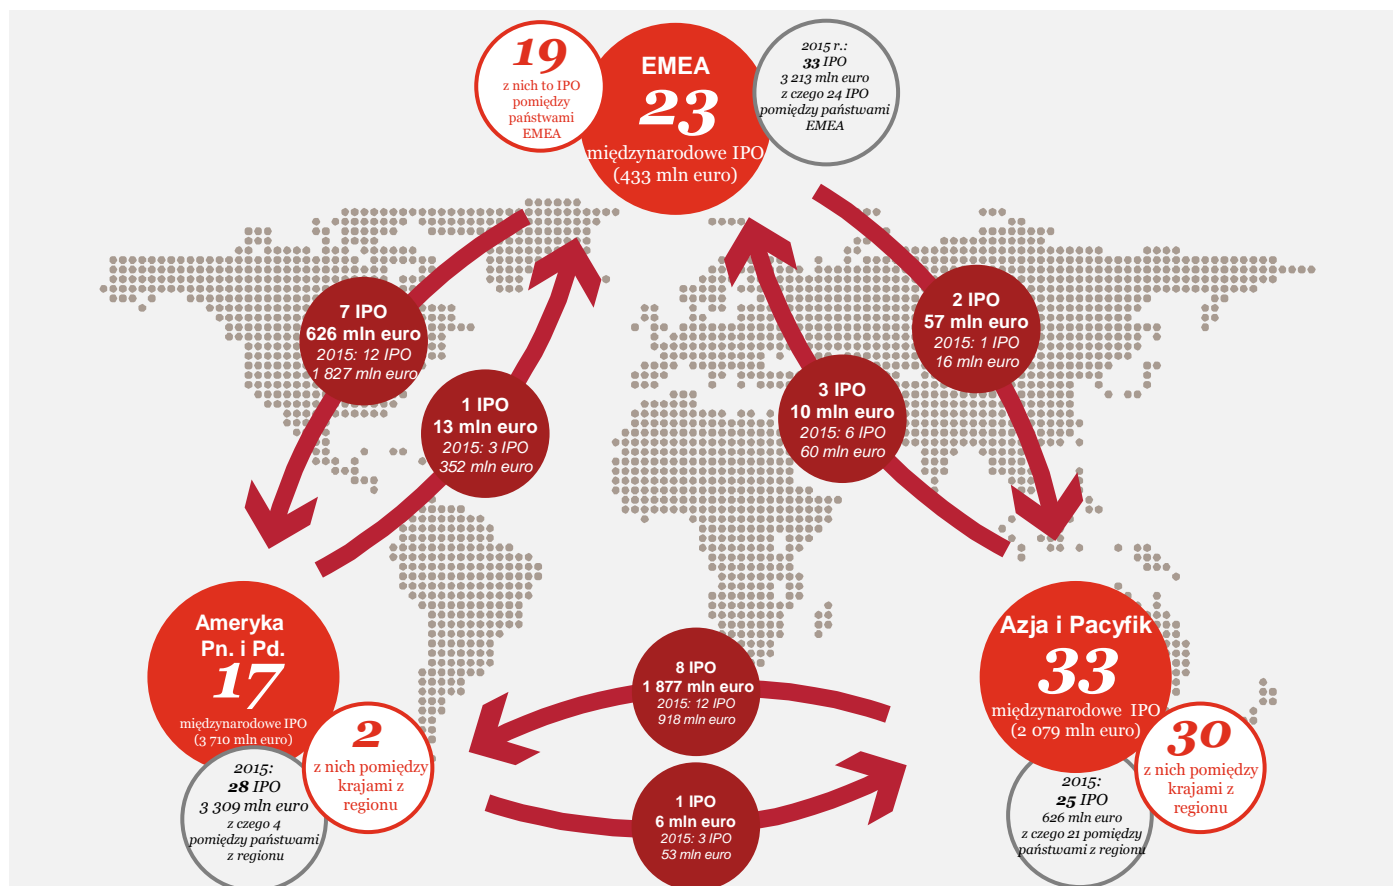 19
z nich to IPO
pomiędzy
państwami
EMEA
EMEA
23
międzynarodowe IPO
(433 mln euro)
2015 r.:
33 IPO
3 213 mln euro
z czego 24 IPO
pomiędzy państwami
EMEA
7 IPO
626 mln euro
2015: 12 IPO
1 827 mln euro
1 IPO
13 mln euro
2015: 3 IPO
352 mln euro
2 IPO
57 mln euro
2015: 1 IPO
16 mln euro
3 IPO
10 mln euro
2015: 6 IPO
60 mln euro
Ameryka
Pn. i Pd.
17
międzynarodowe IPO
(3 710 mln euro)
2
z nich pomiędzy
krajami z
regionu
2015:
28 IPO
3 309 mln euro
z czego 4
pomiędzy państwami
z regionu
8 IPO
1 877 mln euro
2015: 12 IPO
918 mln euro
1 IPO
6 mln euro
2015: 3 IPO
53 mln euro
Azja i Pacyfik
33
międzynarodowe IPO
(2 079 mln euro)
30
z nich pomiędzy
krajami z
regionu
2015:
25 IPO
626 mln euro
z czego 21 pomiędzy
państwami z regionu